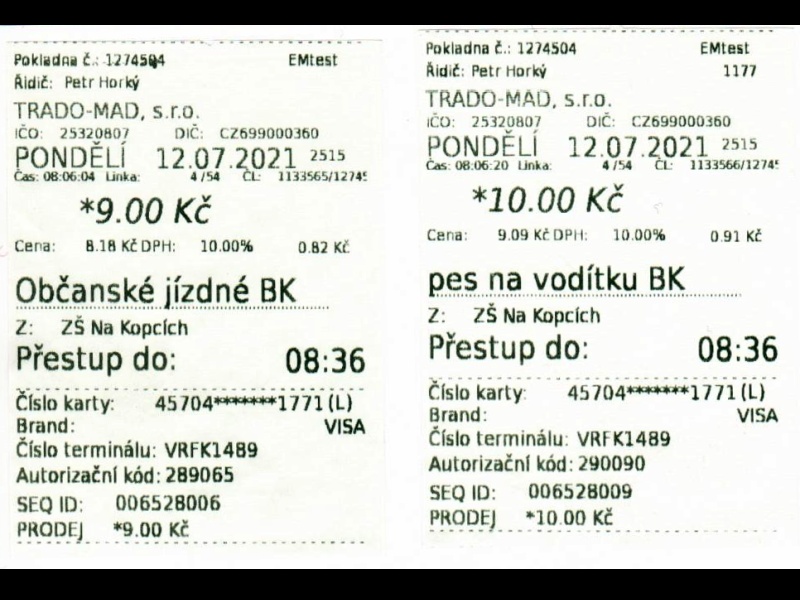 Pokladna č.: 1274504 EMtest
Řidič: Petr Horký
TRADO-MAD, s.r.o.
IČO: 25320807 DIČ: CZ699000360
PONDĚLÍ 12.07.2021 2515
Čas: 08:06:04 Linka: 4/54 ČL: 1133565/1274
*9.00 Kč
Cena: 8.18 Kč DPH: 10.00% 0.82 Kč
Občanské jízdné BK
Z: ZŠ Na Kopcích
Přestup do: 08:36
Číslo karty: 45704*******1771 (L)
Brand: VISA
Číslo terminálu: VRFK1489
Autorizační kód: 289065
SEQ ID: 006528006
PRODEJ *9.00 Kč
Pokladna č.: 1274504 EMtest
Řidič: Petr Horký 1177
TRADO-MAD, s.r.o.
IČO: 25320807 DIČ: CZ699000360
PONDĚLÍ 12.07.2021 2515
Čas: 08:06:20 Linka: 4/54 ČL: 1133566/1274
*10.00 Kč
Cena: 9.09 Kč DPH: 10.00% 0.91 Kč
pes na vodítku BK
Z: ZŠ Na Kopcích
Přestup do: 08:36
Číslo karty: 45704*******1771 (L)
Brand: VISA
Číslo terminálu: VRFK1489
Autorizační kód: 290090
SEQ ID: 006528009
PRODEJ *10.00 Kč